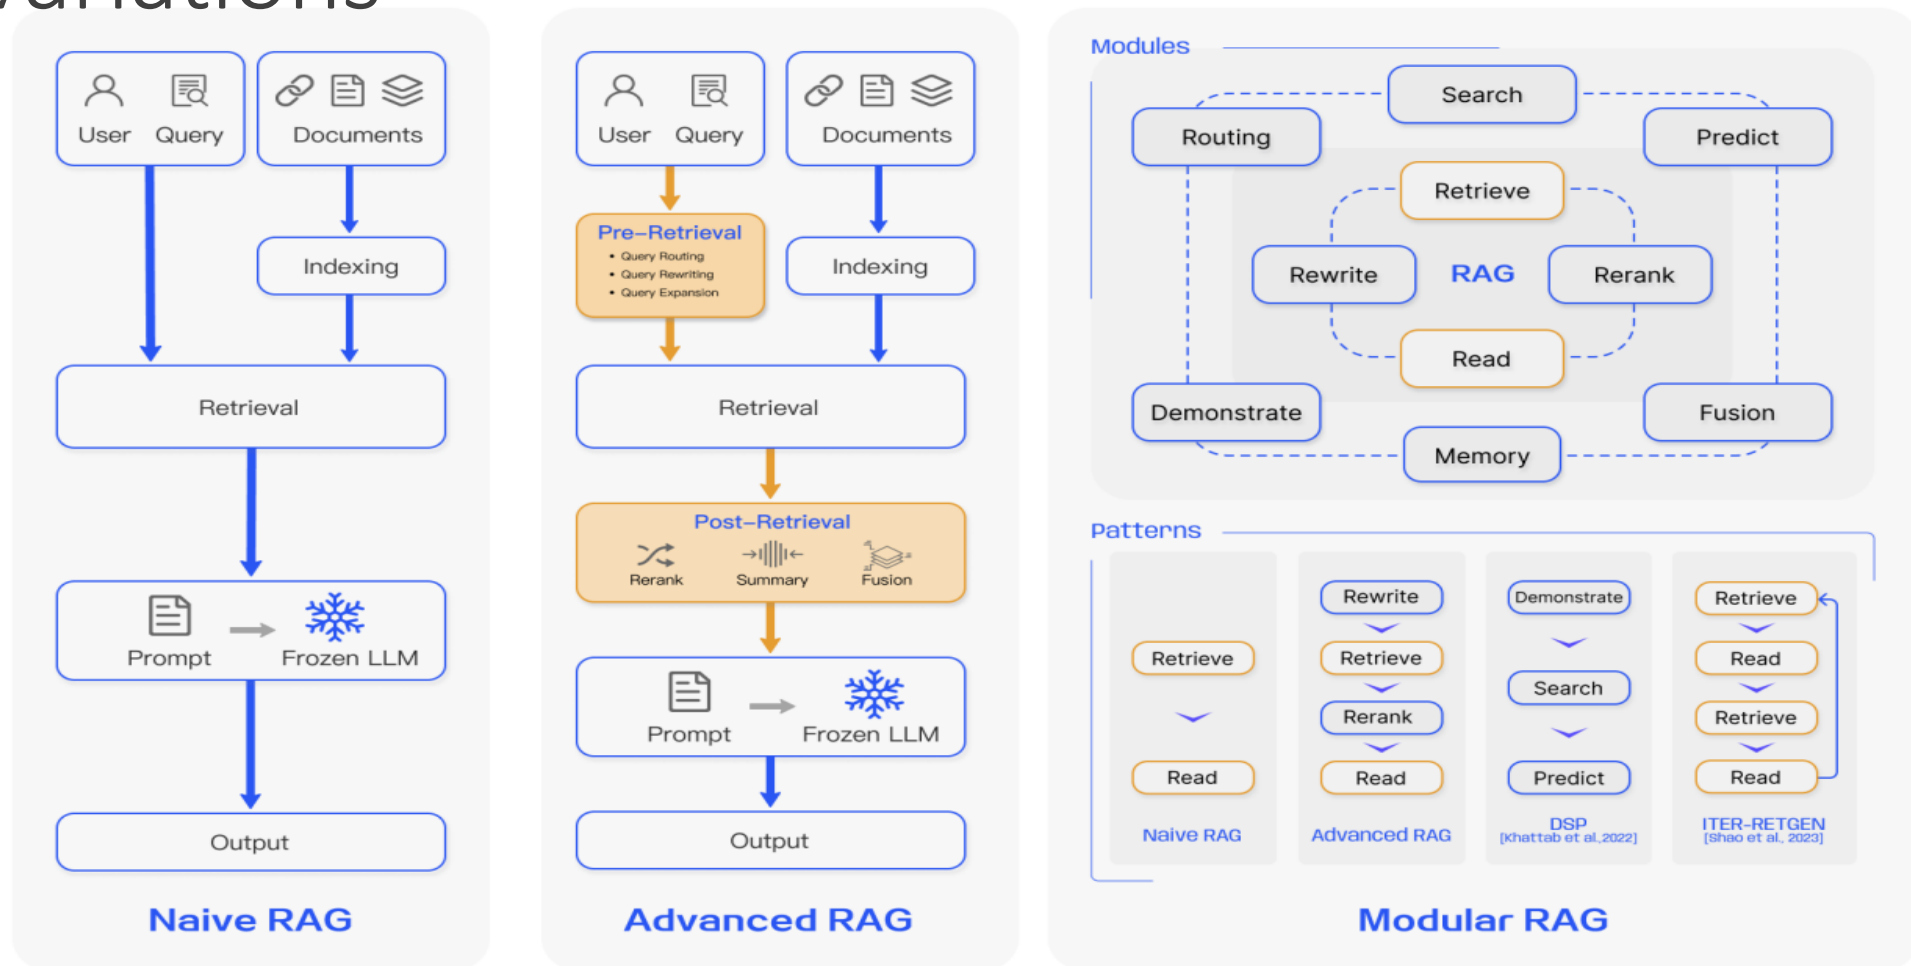 variations
User Query
Documents
Indexing
Retrieval
Prompt
Frozen LLM
Output
Naive RAG
User Query
Documents
Pre-Retrieval
• Query Routing
• Query Rewriting
• Query Expansion
Indexing
Retrieval
Post-Retrieval
Rerank
Summary
Fusion
Prompt
Frozen LLM
Output
Advanced RAG
Modules
Search
Routing
Predict
Retrieve
Rewrite
RAG
Rerank
Read
Demonstrate
Fusion
Memory
Patterns
Retrieve
Read
Naive RAG
Rewrite
Retrieve
Rerank
Read
Advanced RAG
Demonstrate
Search
Predict
DSP
[Khattab et al.,2022]
Retrieve
Read
Retrieve
Read
ITER-RETGEN
[Shao et al., 2023]
Modular RAG